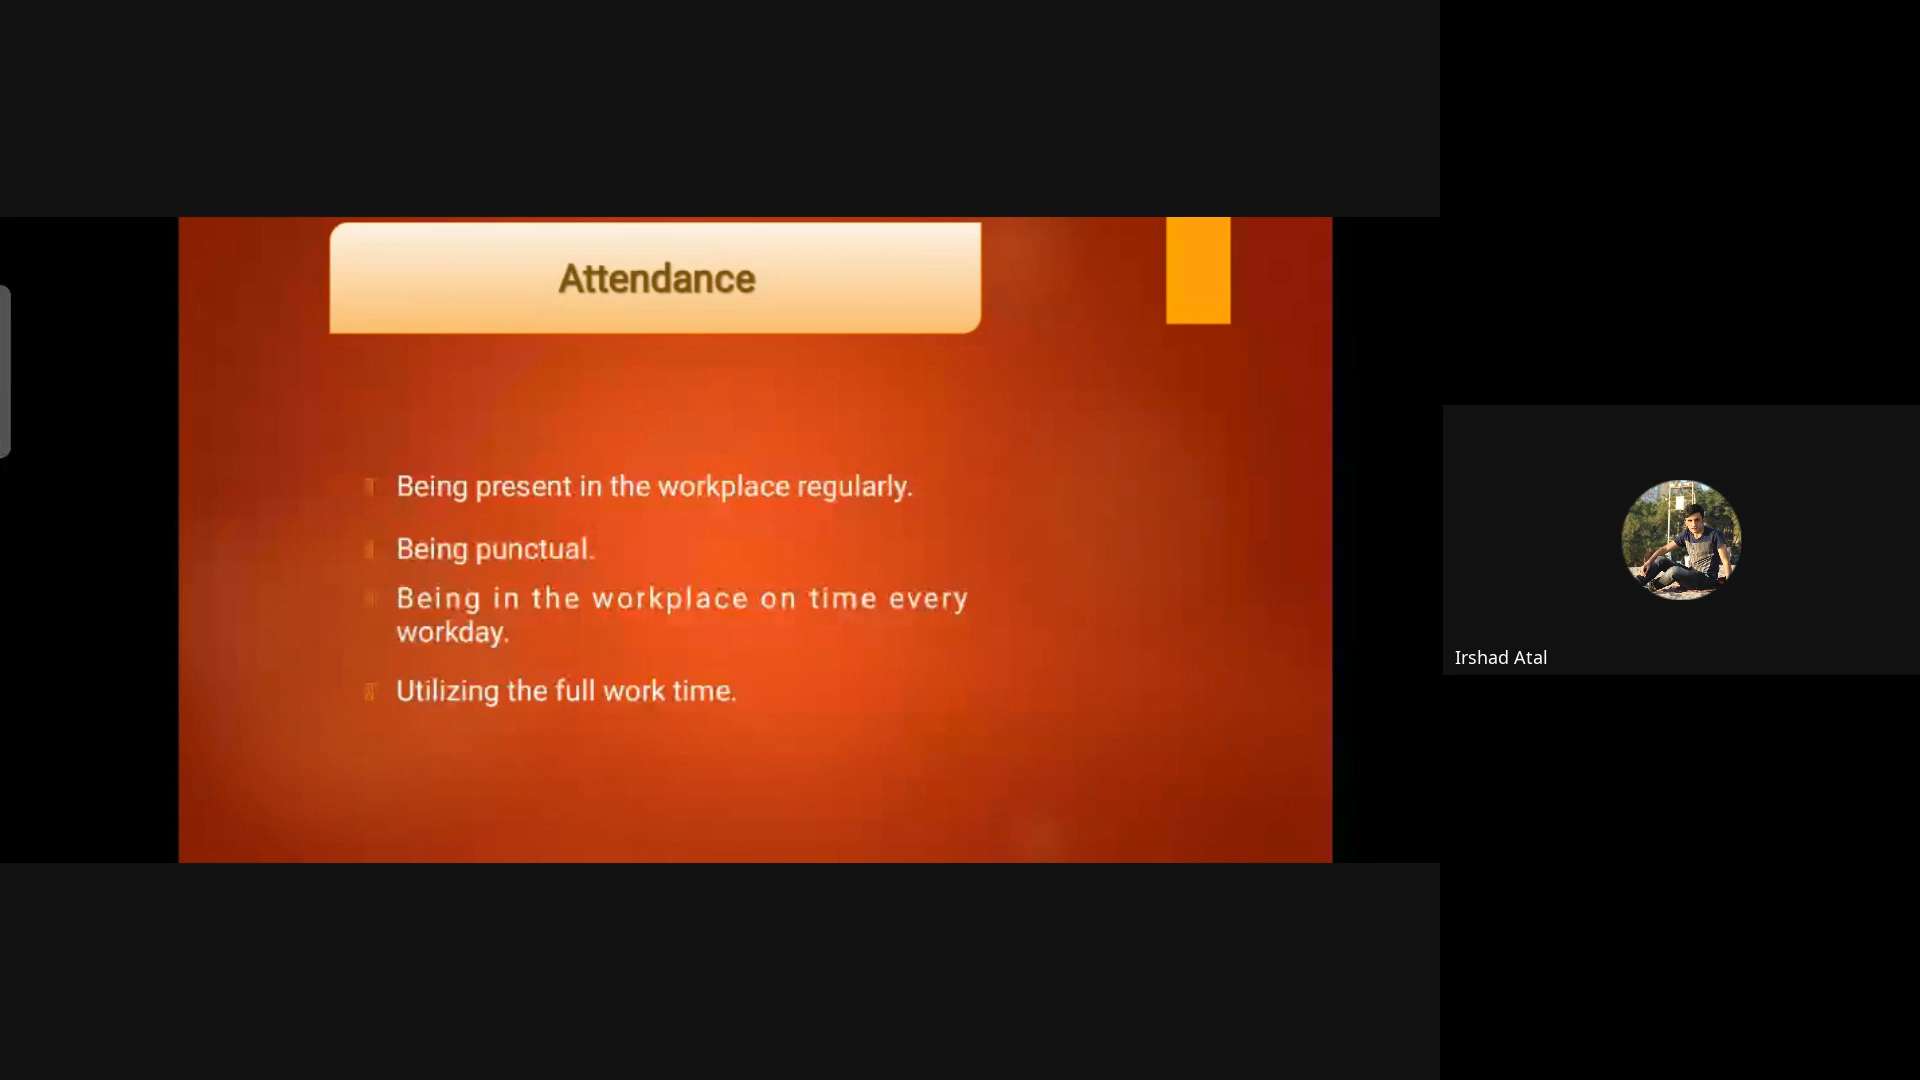 Attendance
Being present in the workplace regularly.
Being punctual.
Being in the workplace on time every
workday.
Utilizing the full work time.
Irshad Atal